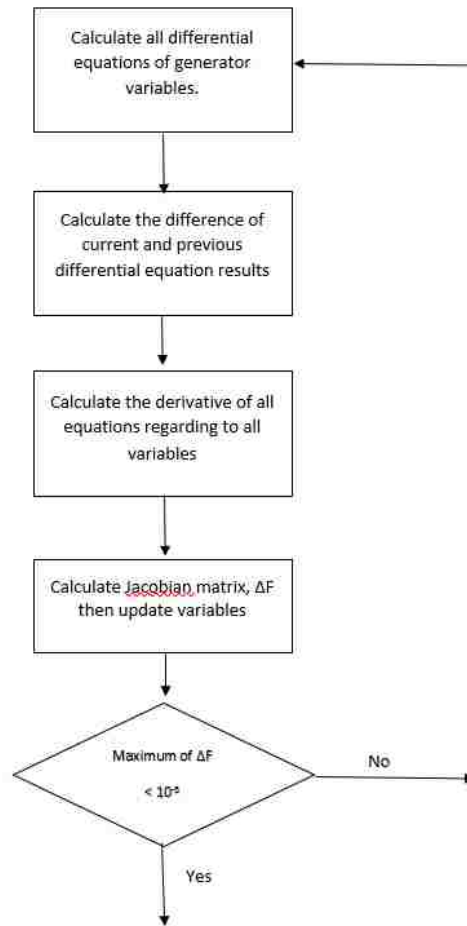 Calculate all differential
equations of generator
variables.
Calculate the difference of
current and previous
differential equation results
Calculate the derivative of all
equations regarding to all
variables
Calculate Jacobian matrix, ΔF
then update variables
Maximum of ΔF
No
Yes